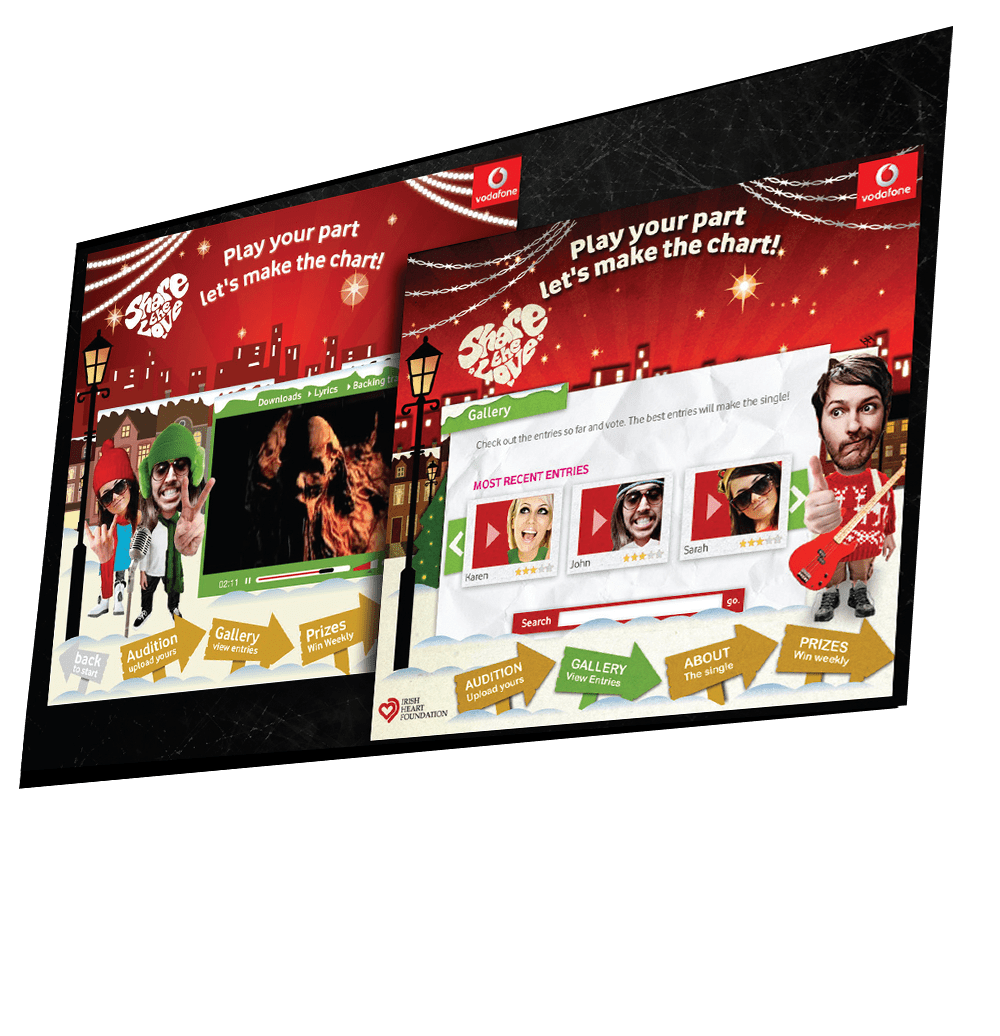 vodafone
Play your part
let's make the chart!
Share
the
Love
Downloads
Lyrics
Backing tra
02:11
back
to start
Audition
upload yours
Gallery
view entries
Prizes
Win Weekly
vodafone
Play your part
let's make the chart!
Share
the
Love
Gallery
Check out the entries so far and vote. The best entries will make the single!
MOST RECENT ENTRIES
Karen
John
Sarah
Search
go.
AUDITION
Upload yours
GALLERY
View Entries
ABOUT
The single
PRIZES
Win weekly
IRISH
HEART
FOUNDATION